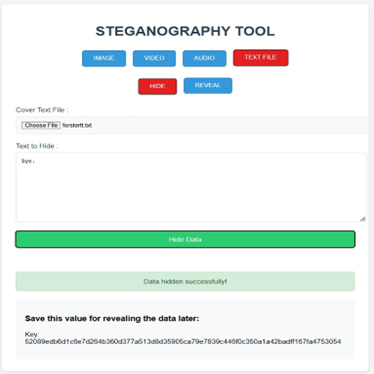 STEGANOGRAPHY TOOL
IMAGE VIDEO AUDIO TEXT FILE
HIDE REVEAL
Cover Text File :
Choose File forstortt.txt
Text to Hide :
bye.
Hide Data
Data hidden successfully!
Save this value for revealing the data later:
Key:
52089edb6d1c6e7d264b360d377a513d8d35905ca79e7839c446f0c350a1a42badff167fa4753054